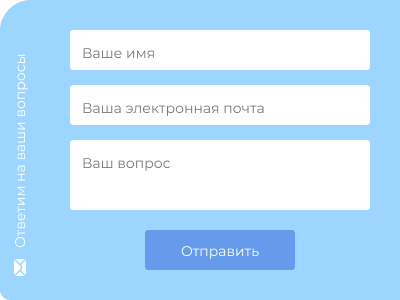 Ответим на ваши вопросы
Ваше имя
Ваша электронная почта
Ваш вопрос
Отправить